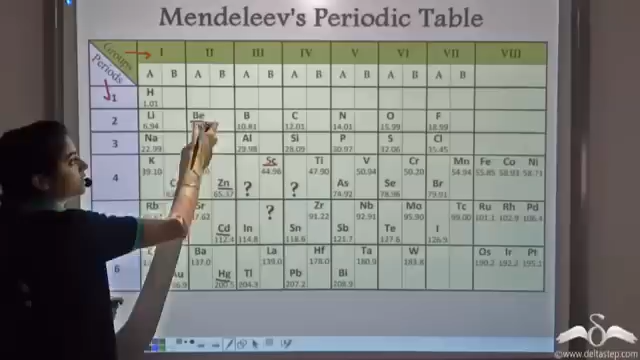 Mendeleev's Periodic Table
Groups I II III IV V VI VII VIII
Periods A B A B A B A B A B A B A B
1 H
1.01
2 Li Be B C N O F
6.94 10.81 12.01 14.01 15.99 18.99
3 Na Al Si P S Cl
22.99 29.98 28.09 30.97 32.06 35.45
K Sc Ti V Cr Mn Fe Co Ni
4 39.10 44.96 47.90 50.94 50.20 54.94 55.85 58.93 58.71
Zn ? ? As Se Br
65.37 74.92 78.96 79.91
Rb ? Zr Nb Mo Tc Ru Rh Pd
91.22 92.91 95.90 99.00 101.1 102.9 106.4
Cd In Sn Sb Te I
112.4 114.8 118.6 121.7 127.6 126.9
Ba La Hf Ta W Os Ir Pt
6 137.0 139.0 178.0 180.9 183.8 190.2 192.2 195.2
Hg Tl Pb Bi
200.5 204.3 207.2 208.9
©www.deltastep.com